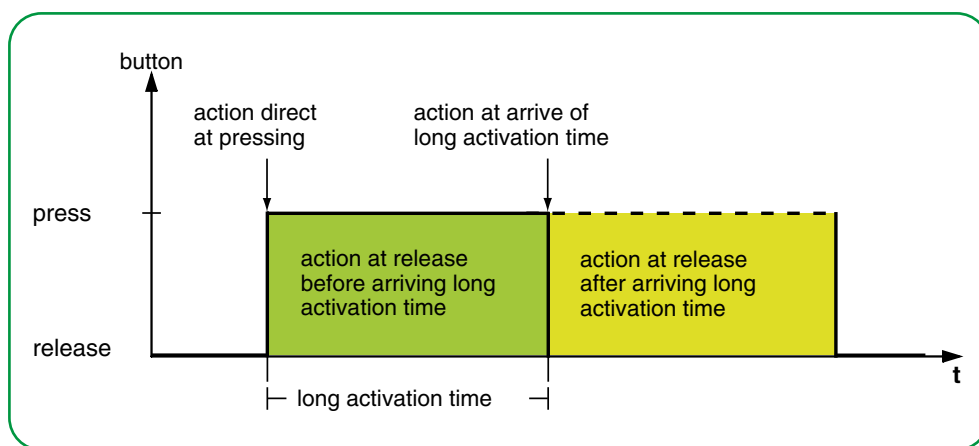 button
action direct
at pressing
action at arrive of
long activation time
press
action at release
before arriving long
activation time
action at release
after arriving long
activation time
release
t
long activation time